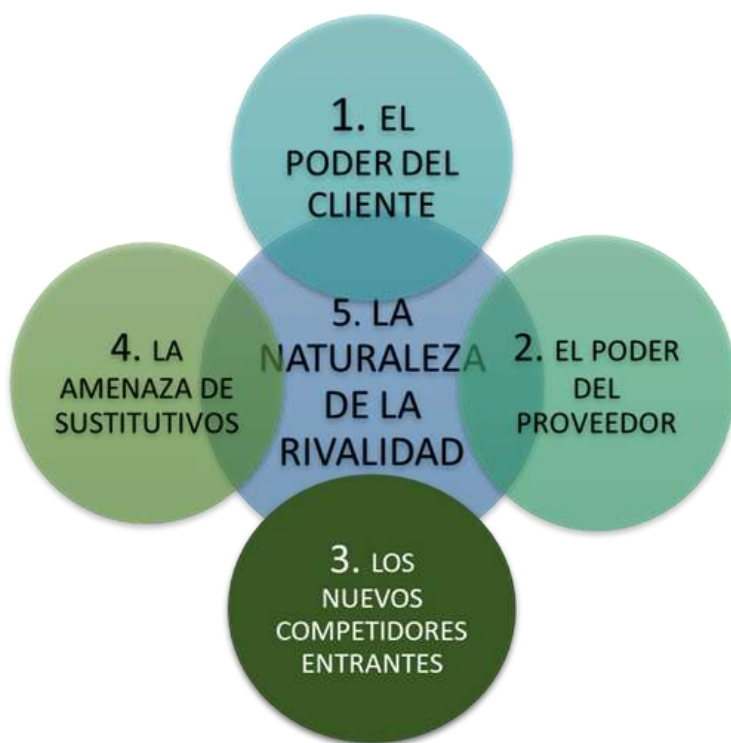 1. EL
PODER DEL
CLIENTE
2. EL PODER
DEL
PROVEEDOR
3. LOS
NUEVOS
COMPETIDORES
ENTRANTES
4. LA
AMENAZA DE
SUSTITUTIVOS
5. LA
NATURALEZA
DE LA
RIVALIDAD